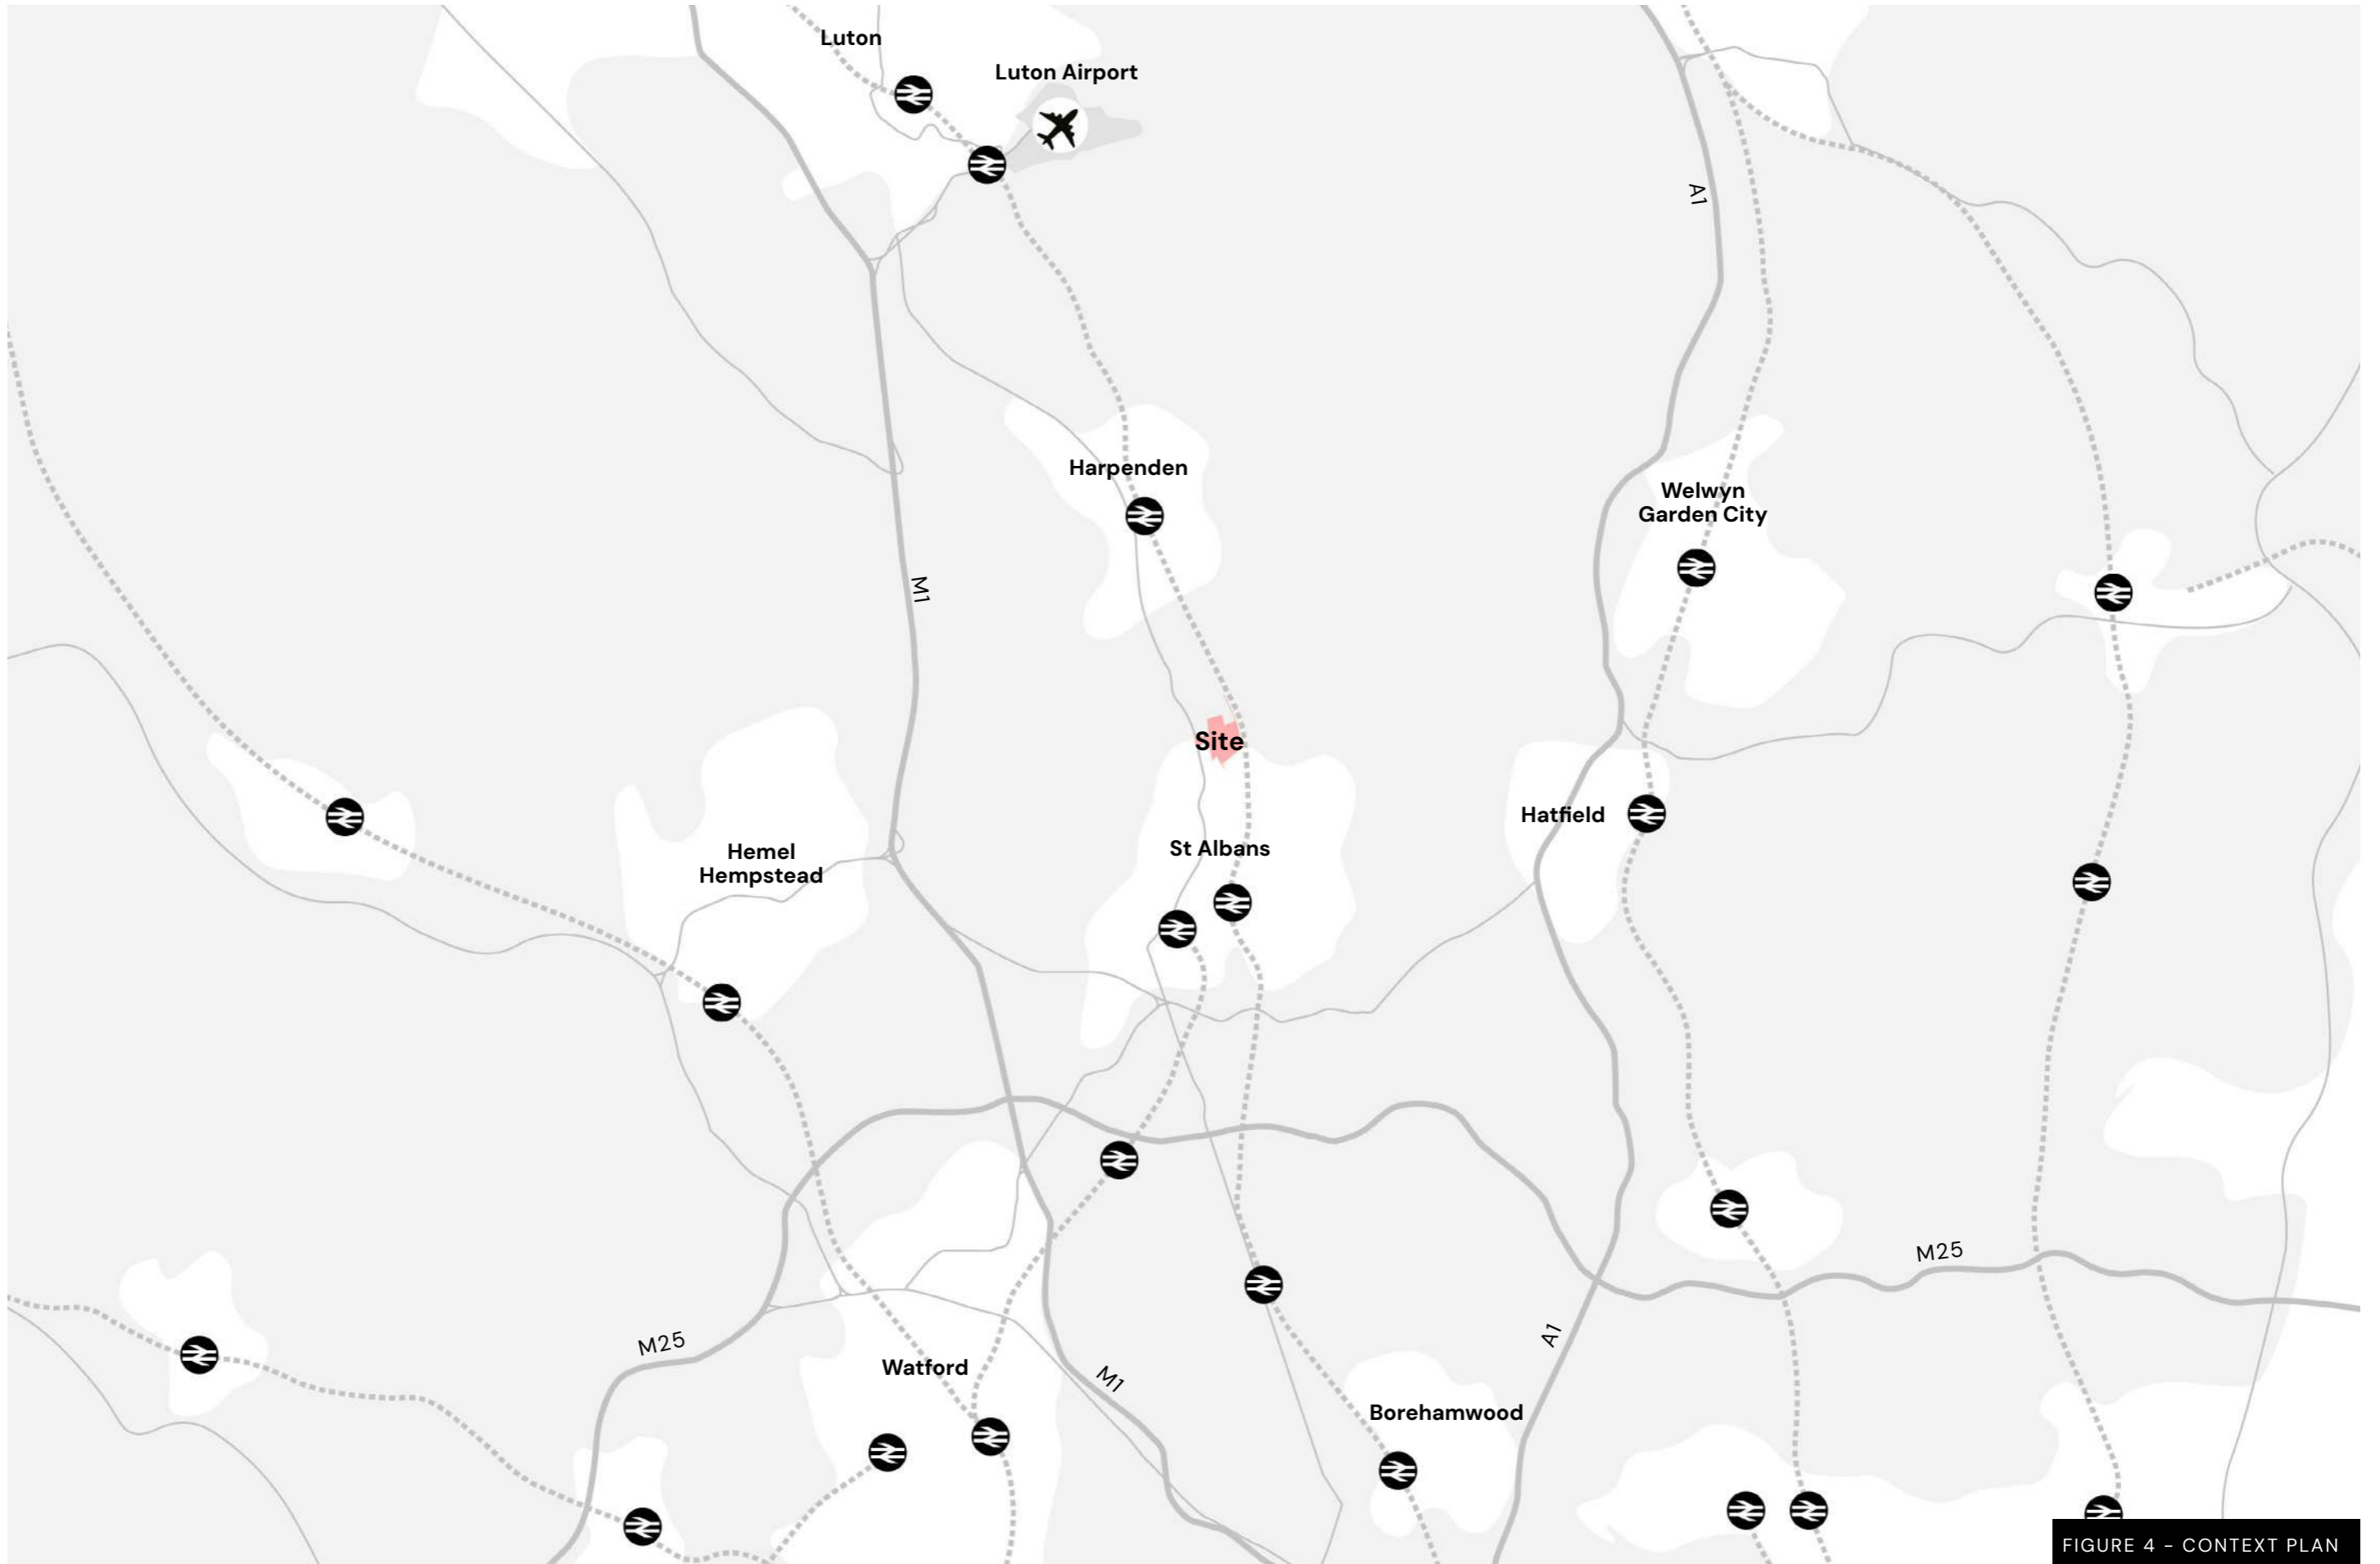 Luton
Luton Airport
A1
Harpenden
Welwyn
Garden City
M1
Site
Hatfield
St Albans
Hemel
Hempstead
M25
M25
A1
Watford
M1
Borehamwood
FIGURE 4 – CONTEXT PLAN